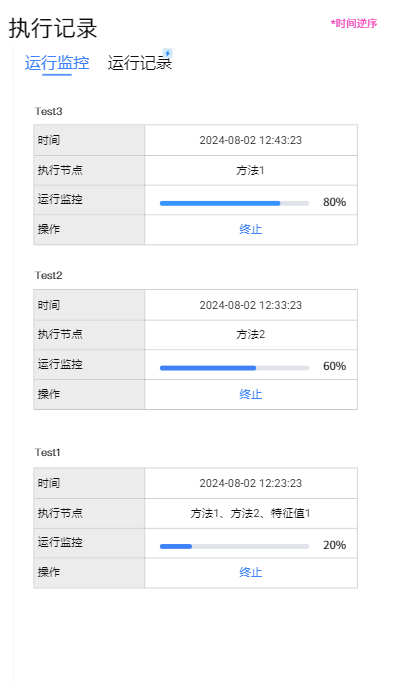 执行记录
*时间逆序
运行监控 运行记录
Test3
时间 2024-08-02 12:43:23
执行节点 方法1
运行监控 80%
操作 终止
Test2
时间 2024-08-02 12:33:23
执行节点 方法2
运行监控 60%
操作 终止
Test1
时间 2024-08-02 12:23:23
执行节点 方法1、方法2、特征值1
运行监控 20%
操作 终止